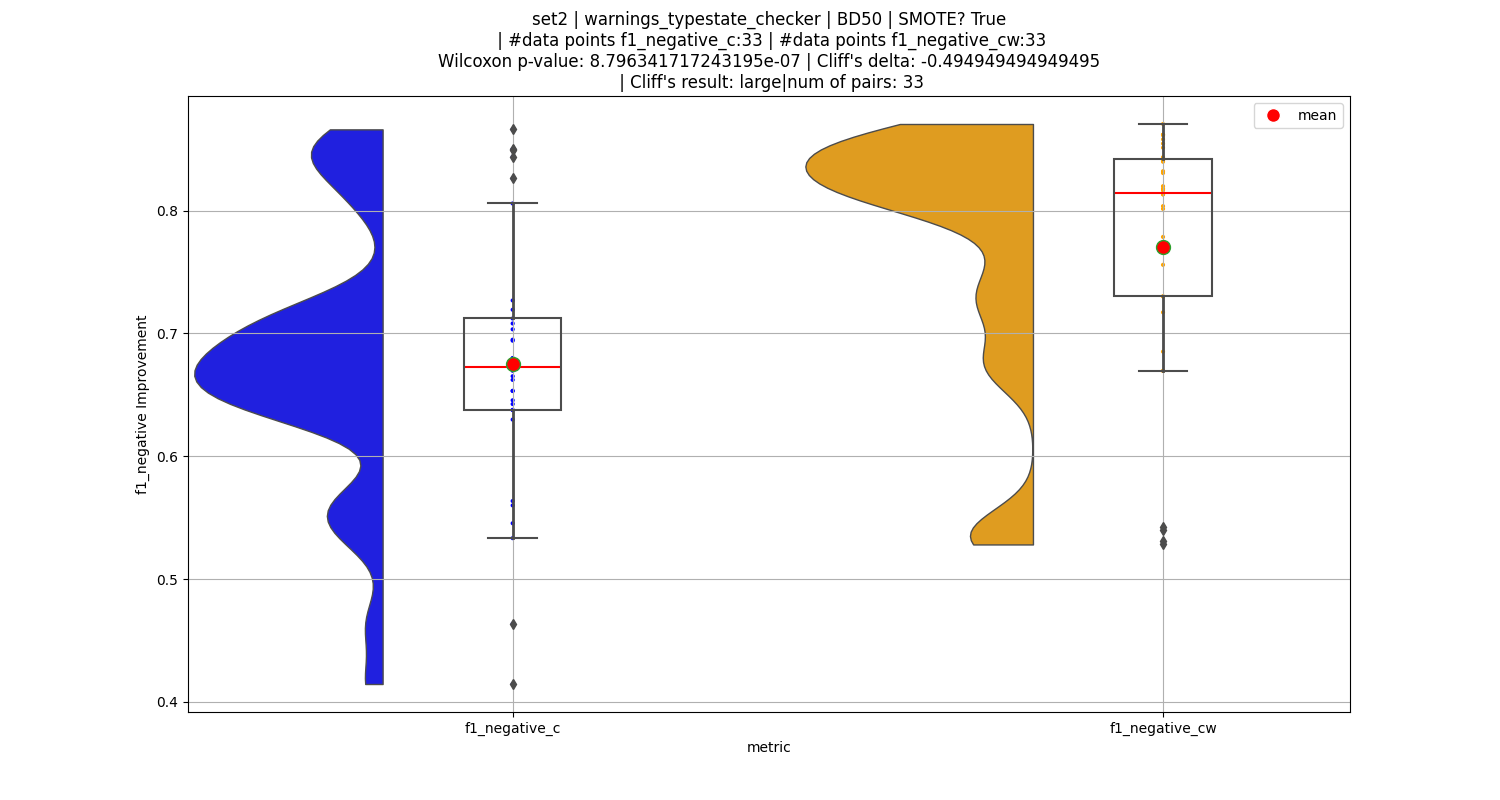 set2 | warnings_typestate_checker | BD50 | SMOTE? True
| #data points f1_negative_c:33 | #data points f1_negative_cw:33
Wilcoxon p-value: 8.796341717243195e-07 | Cliff's delta: -0.494949494949495
| Cliff's result: large|num of pairs: 33
mean
0.8
0.7
0.6
0.5
0.4
f1_negative Improvement
f1_negative_c
f1_negative_cw
metric